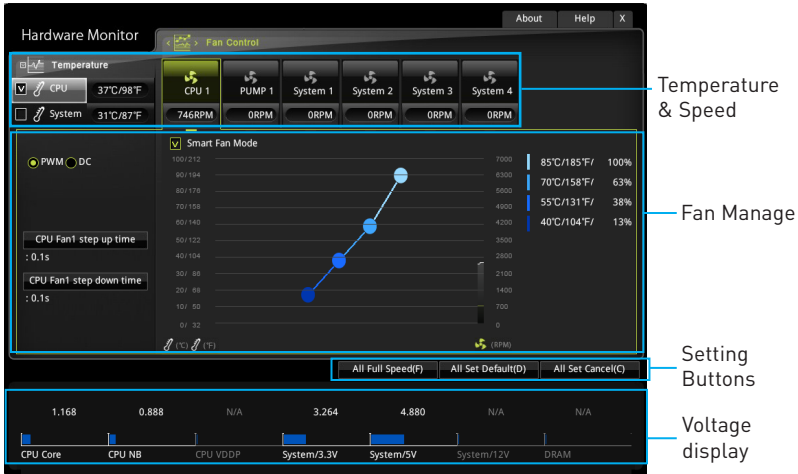 About Help X
Hardware Monitor
Fan Control
Temperature
CPU 37℃/98℉
System 31℃/87℉
CPU 1 PUMP 1 System 1 System 2 System 3 System 4
746RPM 0RPM 0RPM 0RPM 0RPM 0RPM
Temperature
& Speed
V Smart Fan Mode
PWM DC
100/212 7000
90/194 6300
80/176 5600
70/158 4900
60/140 4200
50/122 3500
40/104 2800
30/ 86 2100
20/ 68 1400
10/ 50 700
0/ 32 0
(℃) (℉) (RPM)
85℃/185℉/ 100%
70℃/158℉/ 63%
55℃/131℉/ 38%
40℃/104℉/ 13%
CPU Fan1 step up time
: 0.1s
CPU Fan1 step down time
: 0.1s
Fan Manage
All Full Speed(F) All Set Default(D) All Set Cancel(C)
Setting
Buttons
1.168 0.888 N/A 3.264 4.880 N/A N/A
CPU Core CPU NB CPU VDDP System/3.3V System/5V System/12V DRAM
Voltage
display